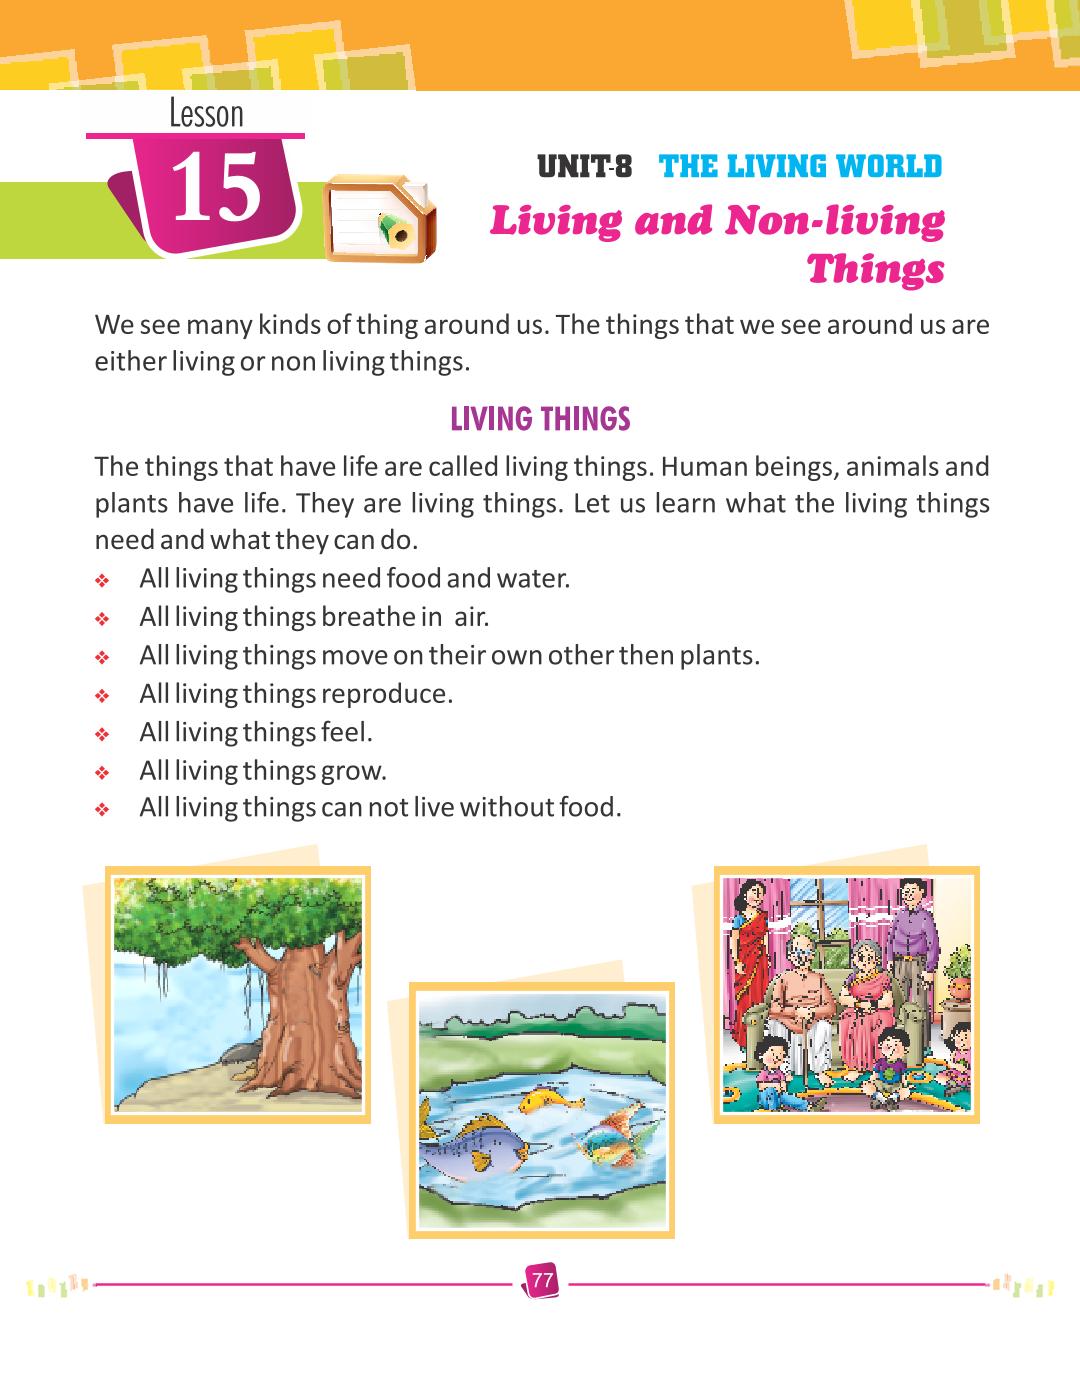 Lesson
15
UNIT-8 THE LIVING WORLD
Living and Non-living
Things
We see many kinds of thing around us. The things that we see around us are
either living or non living things.
LIVING THINGS
The things that have life are called living things. Human beings, animals and
plants have life. They are living things. Let us learn what the living things
need and what they can do.
❖ All living things need food and water.
❖ All living things breathe in air.
❖ All living things move on their own other then plants.
❖ All living things reproduce.
❖ All living things feel.
❖ All living things grow.
❖ All living things can not live without food.
77